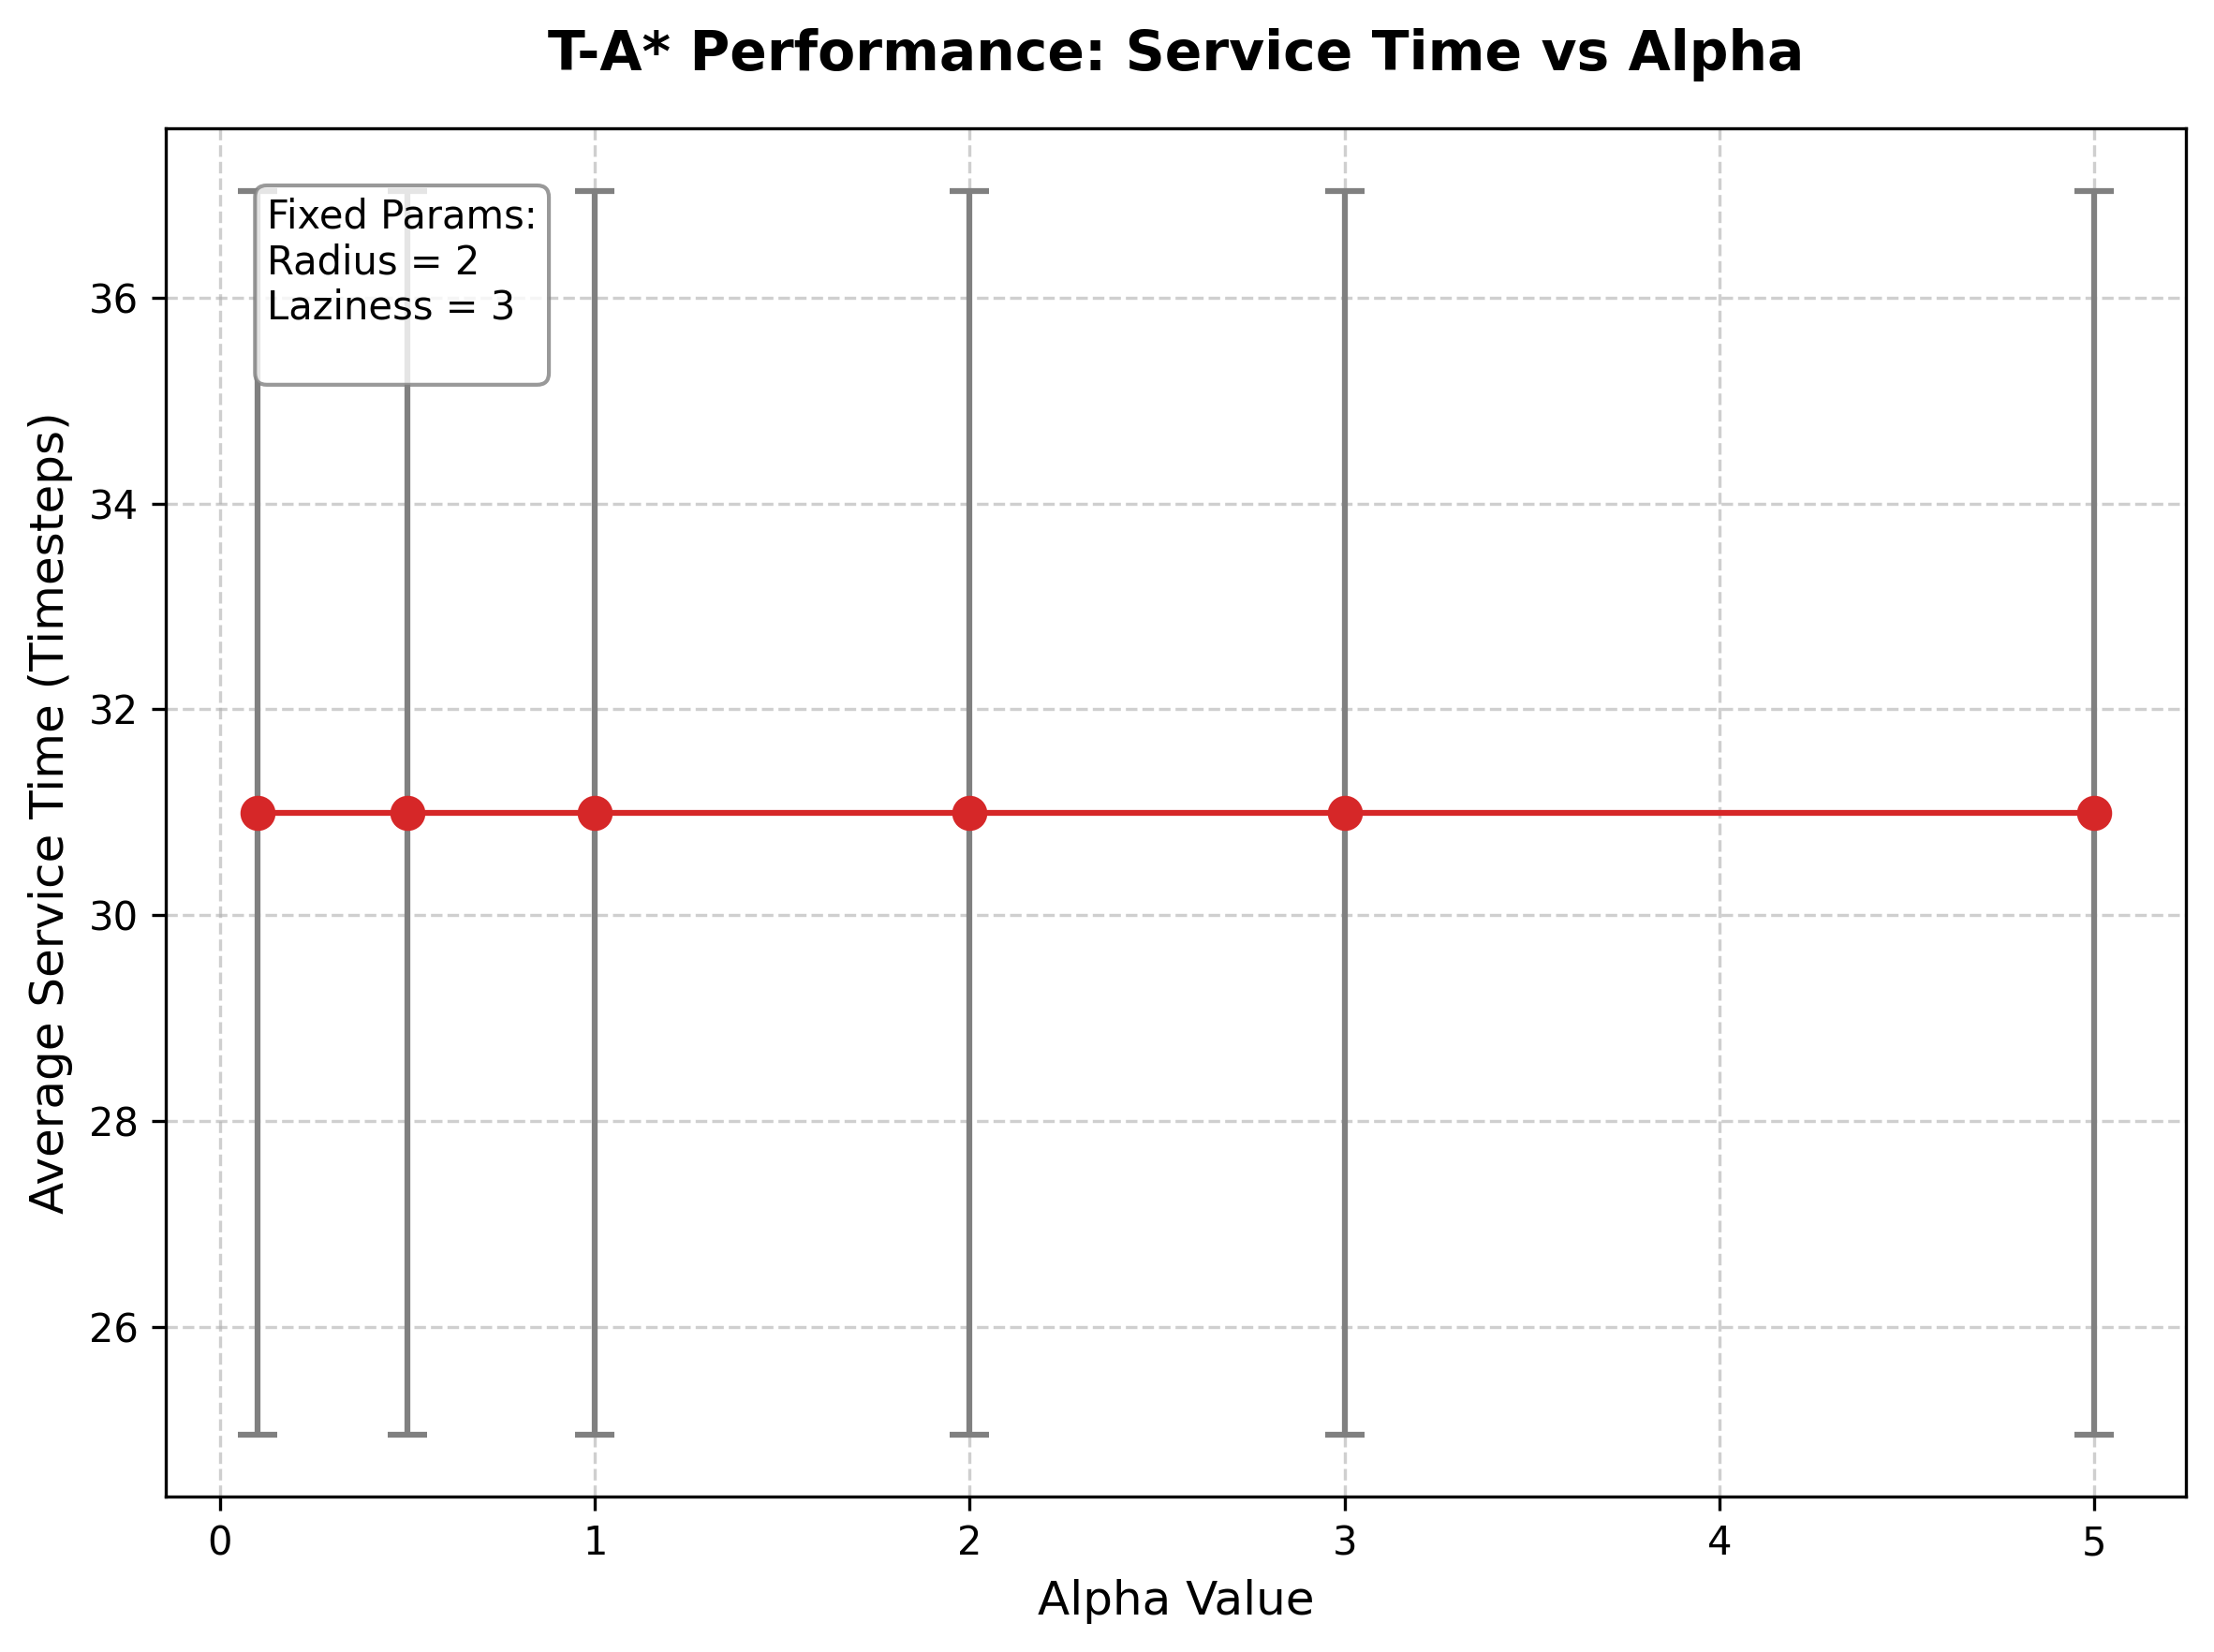 T-A* Performance: Service Time vs Alpha
Fixed Params:
Radius = 2
Laziness = 3
Average Service Time (Timesteps)
36
34
32
30
28
26
0
1
2
3
4
5
Alpha Value